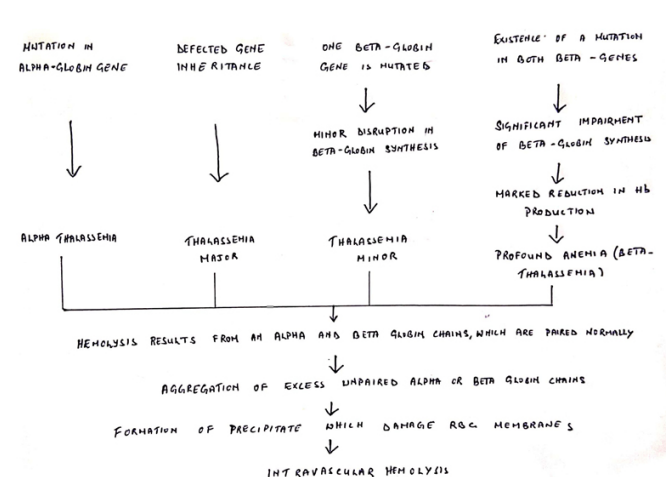 MUTATION IN
ALPHA-GLOBIN GENE
DEFECTED GENE
INHERITANCE
ONE BETA-GLOBIN
GENE IS MUTATED
EXISTENCE OF A MUTATION
IN BOTH BETA-GENES
MINOR DISRUPTION IN
BETA-GLOBIN SYNTHESIS
SIGNIFICANT IMPAIRMENT
OF BETA-GLOBIN SYNTHESIS
MARKED REDUCTION IN Hb
PRODUCTION
ALPHA THALASSEMIA
THALASSEMIA
MAJOR
THALASSEMIA
MINOR
PROFOUND ANEMIA (BETA-
THALASSEMIA)
HEMOLYSIS RESULTS FROM AN ALPHA AND BETA GLOBIN CHAINS, WHICH ARE PAIRED NORMALLY
AGGREGATION OF EXCESS UNPAIRED ALPHA OR BETA GLOBIN CHAINS
FORMATION OF PRECIPITATE WHICH DAMAGE RBC MEMBRANES
INTRAVASCULAR HEMOLYSIS